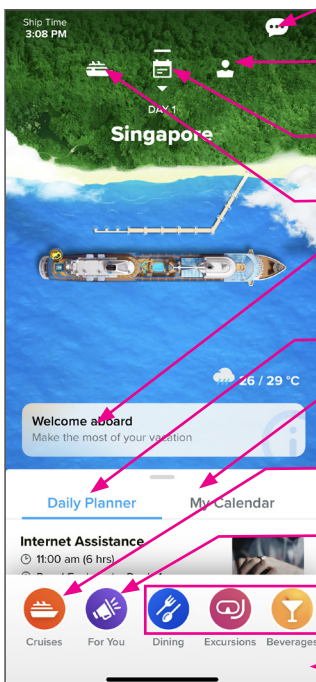 Ship Time
3:08 PM
DAY 1
Singapore
26 / 29 °C
Welcome aboard
Make the most of your vacation
Daily Planner
My Calendar
Internet Assistance
11:00 am (6 hrs)
Cruises
For You
Dining
Excursions
Beverages